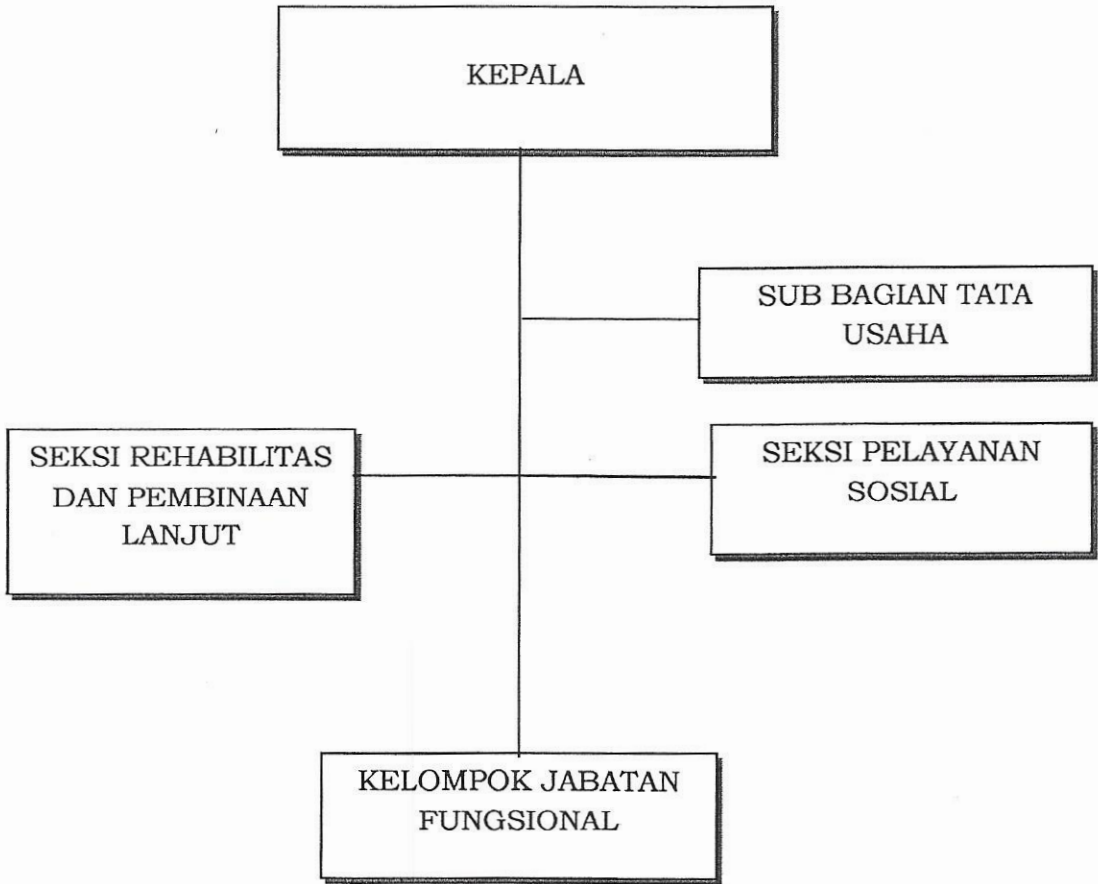 KEPALA
SUB BAGIAN TATA
USAHA
SEKSI REHABILITAS
DAN PEMBINAAN
LANJUT
SEKSI PELAYANAN
SOSIAL
KELOMPOK JABATAN
FUNGSIONAL